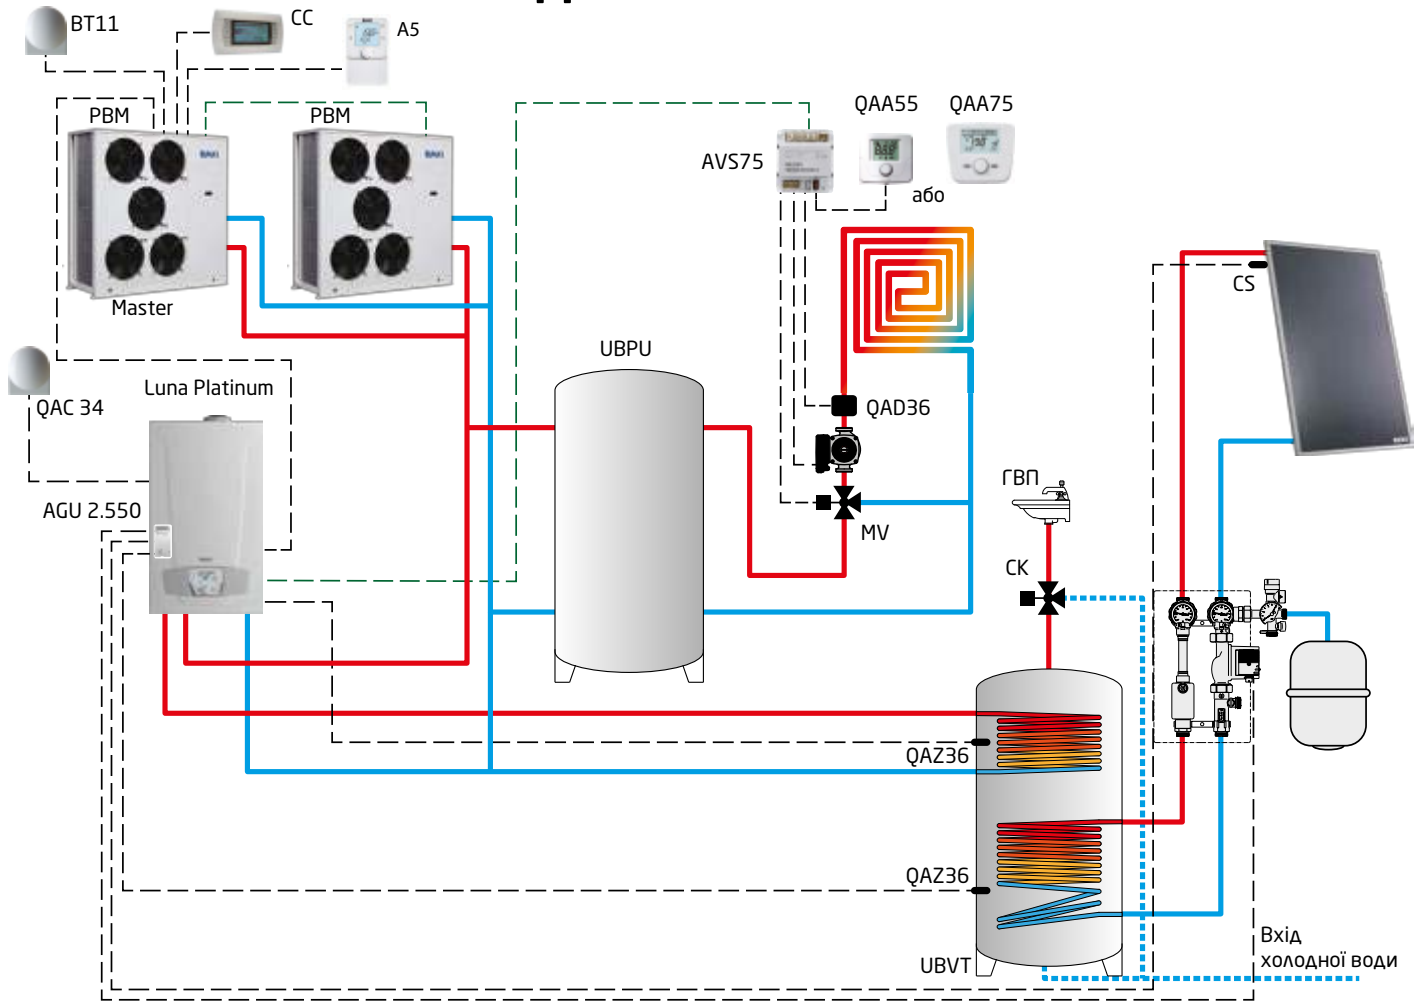 BT11
CC
A5
PBM
PBM
QAA55
QAA75
AVS75
або
Master
CS
UBPU
QAC 34
Luna Platinum
QAD36
ГВП
AGU 2.550
MV
СК
QAZ36
QAZ36
UBVT
Вхід
холодної води